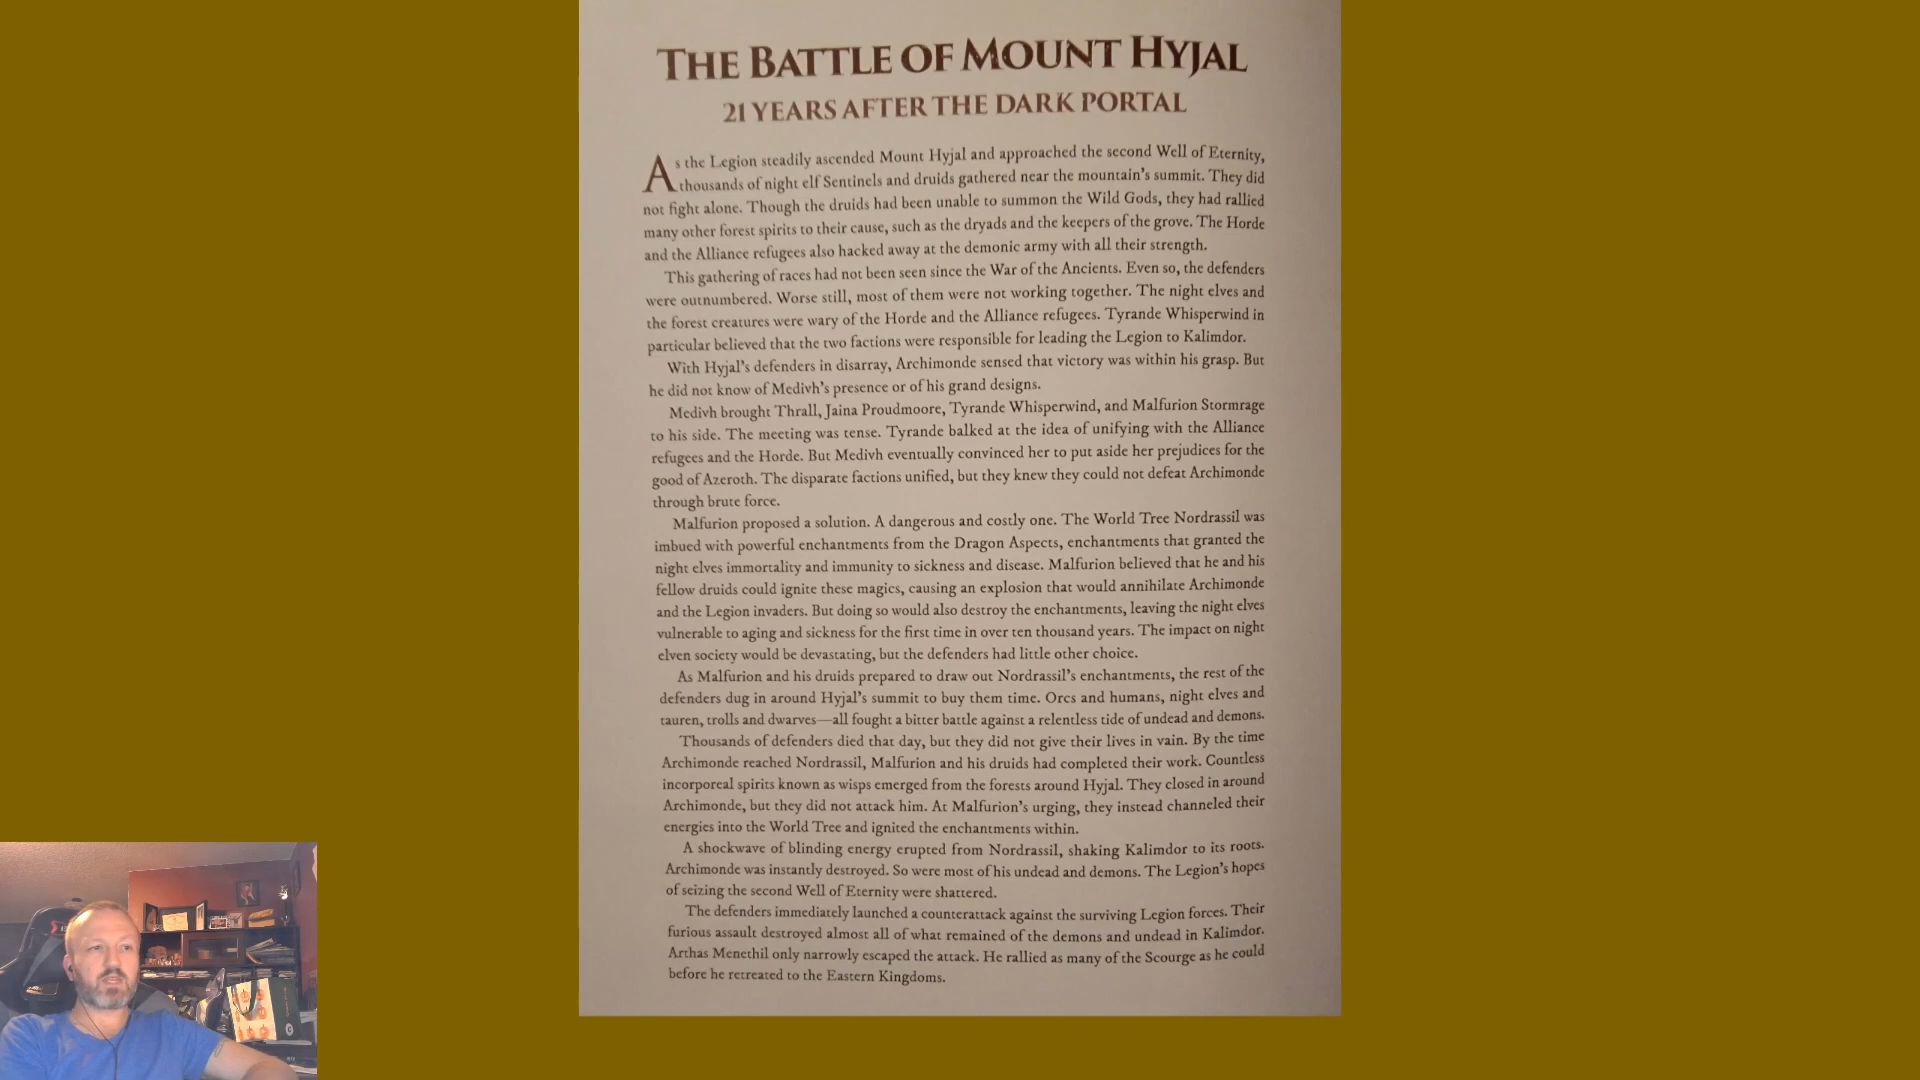 THE BATTLE OF MOUNT HYJAL
21 YEARS AFTER THE DARK PORTAL
As the Legion steadily ascended Mount Hyjal and approached the second Well of Eternity,
thousands of night elf Sentinels and druids gathered near the mountain's summit. They did
not fight alone. Though the druids had been unable to summon the Wild Gods, they had rallied
many other forest spirits to their cause, such as the dryads and the keepers of the grove. The Horde
and the Alliance refugees also hacked away at the demonic army with all their strength.
This gathering of races had not been seen since the War of the Ancients. Even so, the defenders
were outnumbered. Worse still, most of them were not working together. The night elves and
the forest creatures were wary of the Horde and the Alliance refugees. Tyrande Whisperwind in
particular believed that the two factions were responsible for leading the Legion to Kalimdor.
With Hyjal's defenders in disarray, Archimonde sensed that victory was within his grasp. But
he did not know of Medivh's presence or of his grand designs.
Medivh brought Thrall, Jaina Proudmoore, Tyrande Whisperwind, and Malfurion Stormrage
to his side. The meeting was tense. Tyrande balked at the idea of unifying with the Alliance
refugees and the Horde. But Medivh eventually convinced her to put aside her prejudices for the
good of Azeroth. The disparate factions unified, but they knew they could not defeat Archimonde
through brute force.
Malfurion proposed a solution. A dangerous and costly one. The World Tree Nordrassil was
imbued with powerful enchantments from the Dragon Aspects, enchantments that granted the
night elves immortality and immunity to sickness and disease. Malfurion believed that he and his
fellow druids could ignite these magics, causing an explosion that would annihilate Archimonde
and the Legion invaders. But doing so would also destroy the enchantments, leaving the night elves
vulnerable to aging and sickness for the first time in over ten thousand years. The impact on night
elven society would be devastating, but the defenders had little other choice.
As Malfurion and his druids prepared to draw out Nordrassil's enchantments, the rest of the
defenders dug in around Hyjal's summit to buy them time. Orcs and humans, night elves and
tauren, trolls and dwarves—all fought a bitter battle against a relentless tide of undead and demons.
Thousands of defenders died that day, but they did not give their lives in vain. By the time
Archimonde reached Nordrassil, Malfurion and his druids had completed their work. Countless
incorporeal spirits known as wisps emerged from the forests around Hyjal. They closed in around
Archimonde, but they did not attack him. At Malfurion's urging, they instead channeled their
energies into the World Tree and ignited the enchantments within.
A shockwave of blinding energy erupted from Nordrassil, shaking Kalimdor to its roots.
Archimonde was instantly destroyed. So were most of his undead and demons. The Legion's hopes
of seizing the second Well of Eternity were shattered.
The defenders immediately launched a counterattack against the surviving Legion forces. Their
furious assault destroyed almost all of what remained of the demons and undead in Kalimdor.
Arthas Menethil only narrowly escaped the attack. He rallied as many of the Scourge as he could
before he retreated to the Eastern Kingdoms.